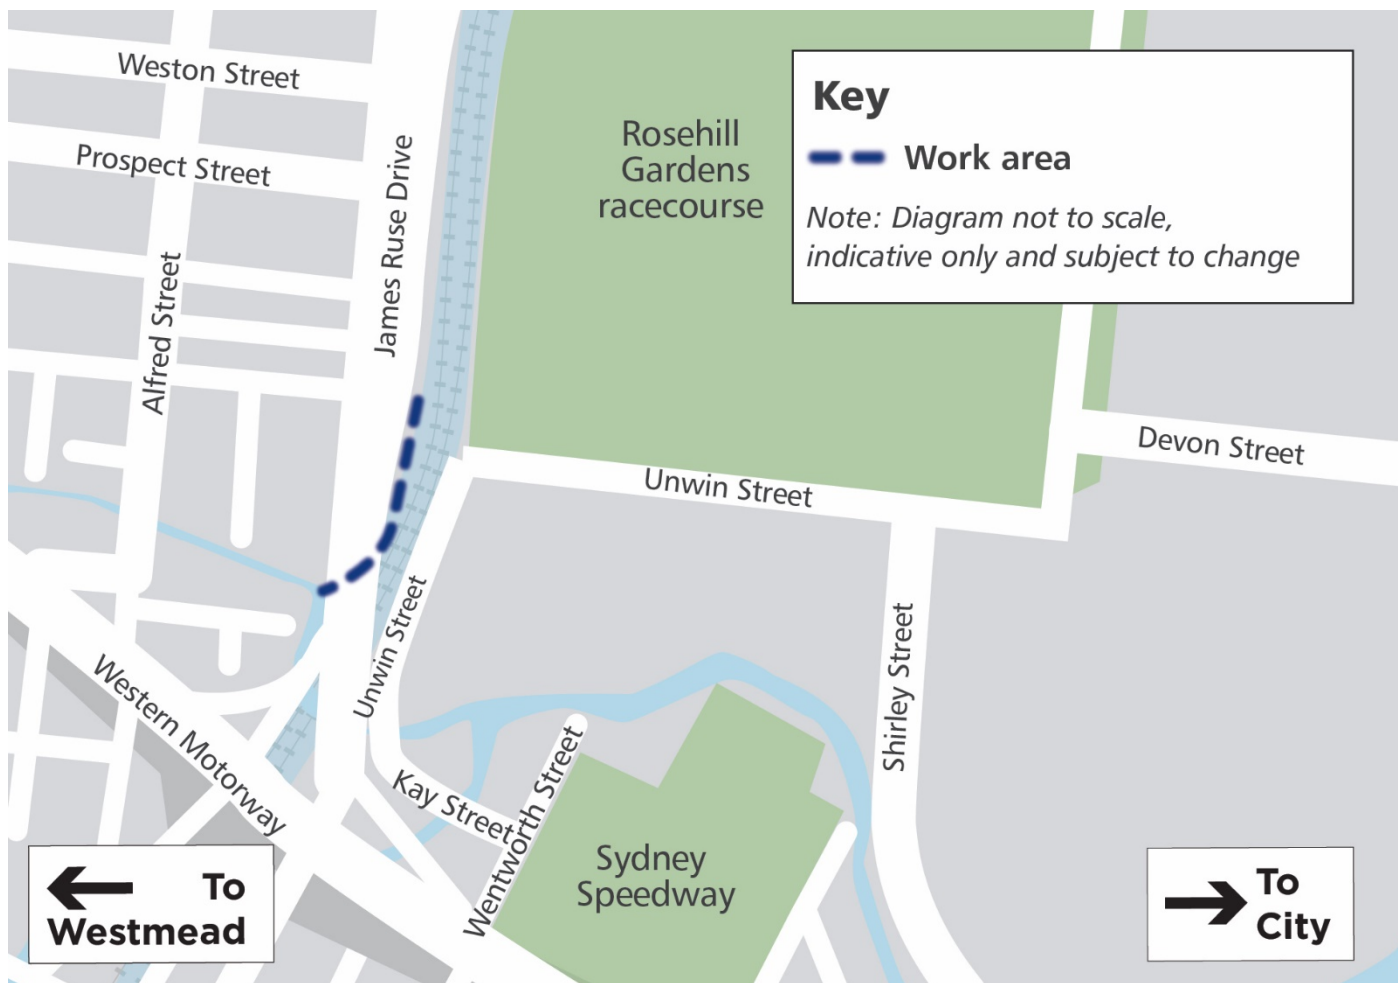 Weston Street
Prospect Street
James Ruse Drive
Alfred Street
Rosehill
Gardens
racecourse
Key
Work area
Note: Diagram not to scale,
indicative only and subject to change
Devon Street
Unwin Street
Unwin Street
Shirley Street
Western Motorway
Kay Street
Wentworth Street
Sydney
Speedway
To
Westmead
To
City